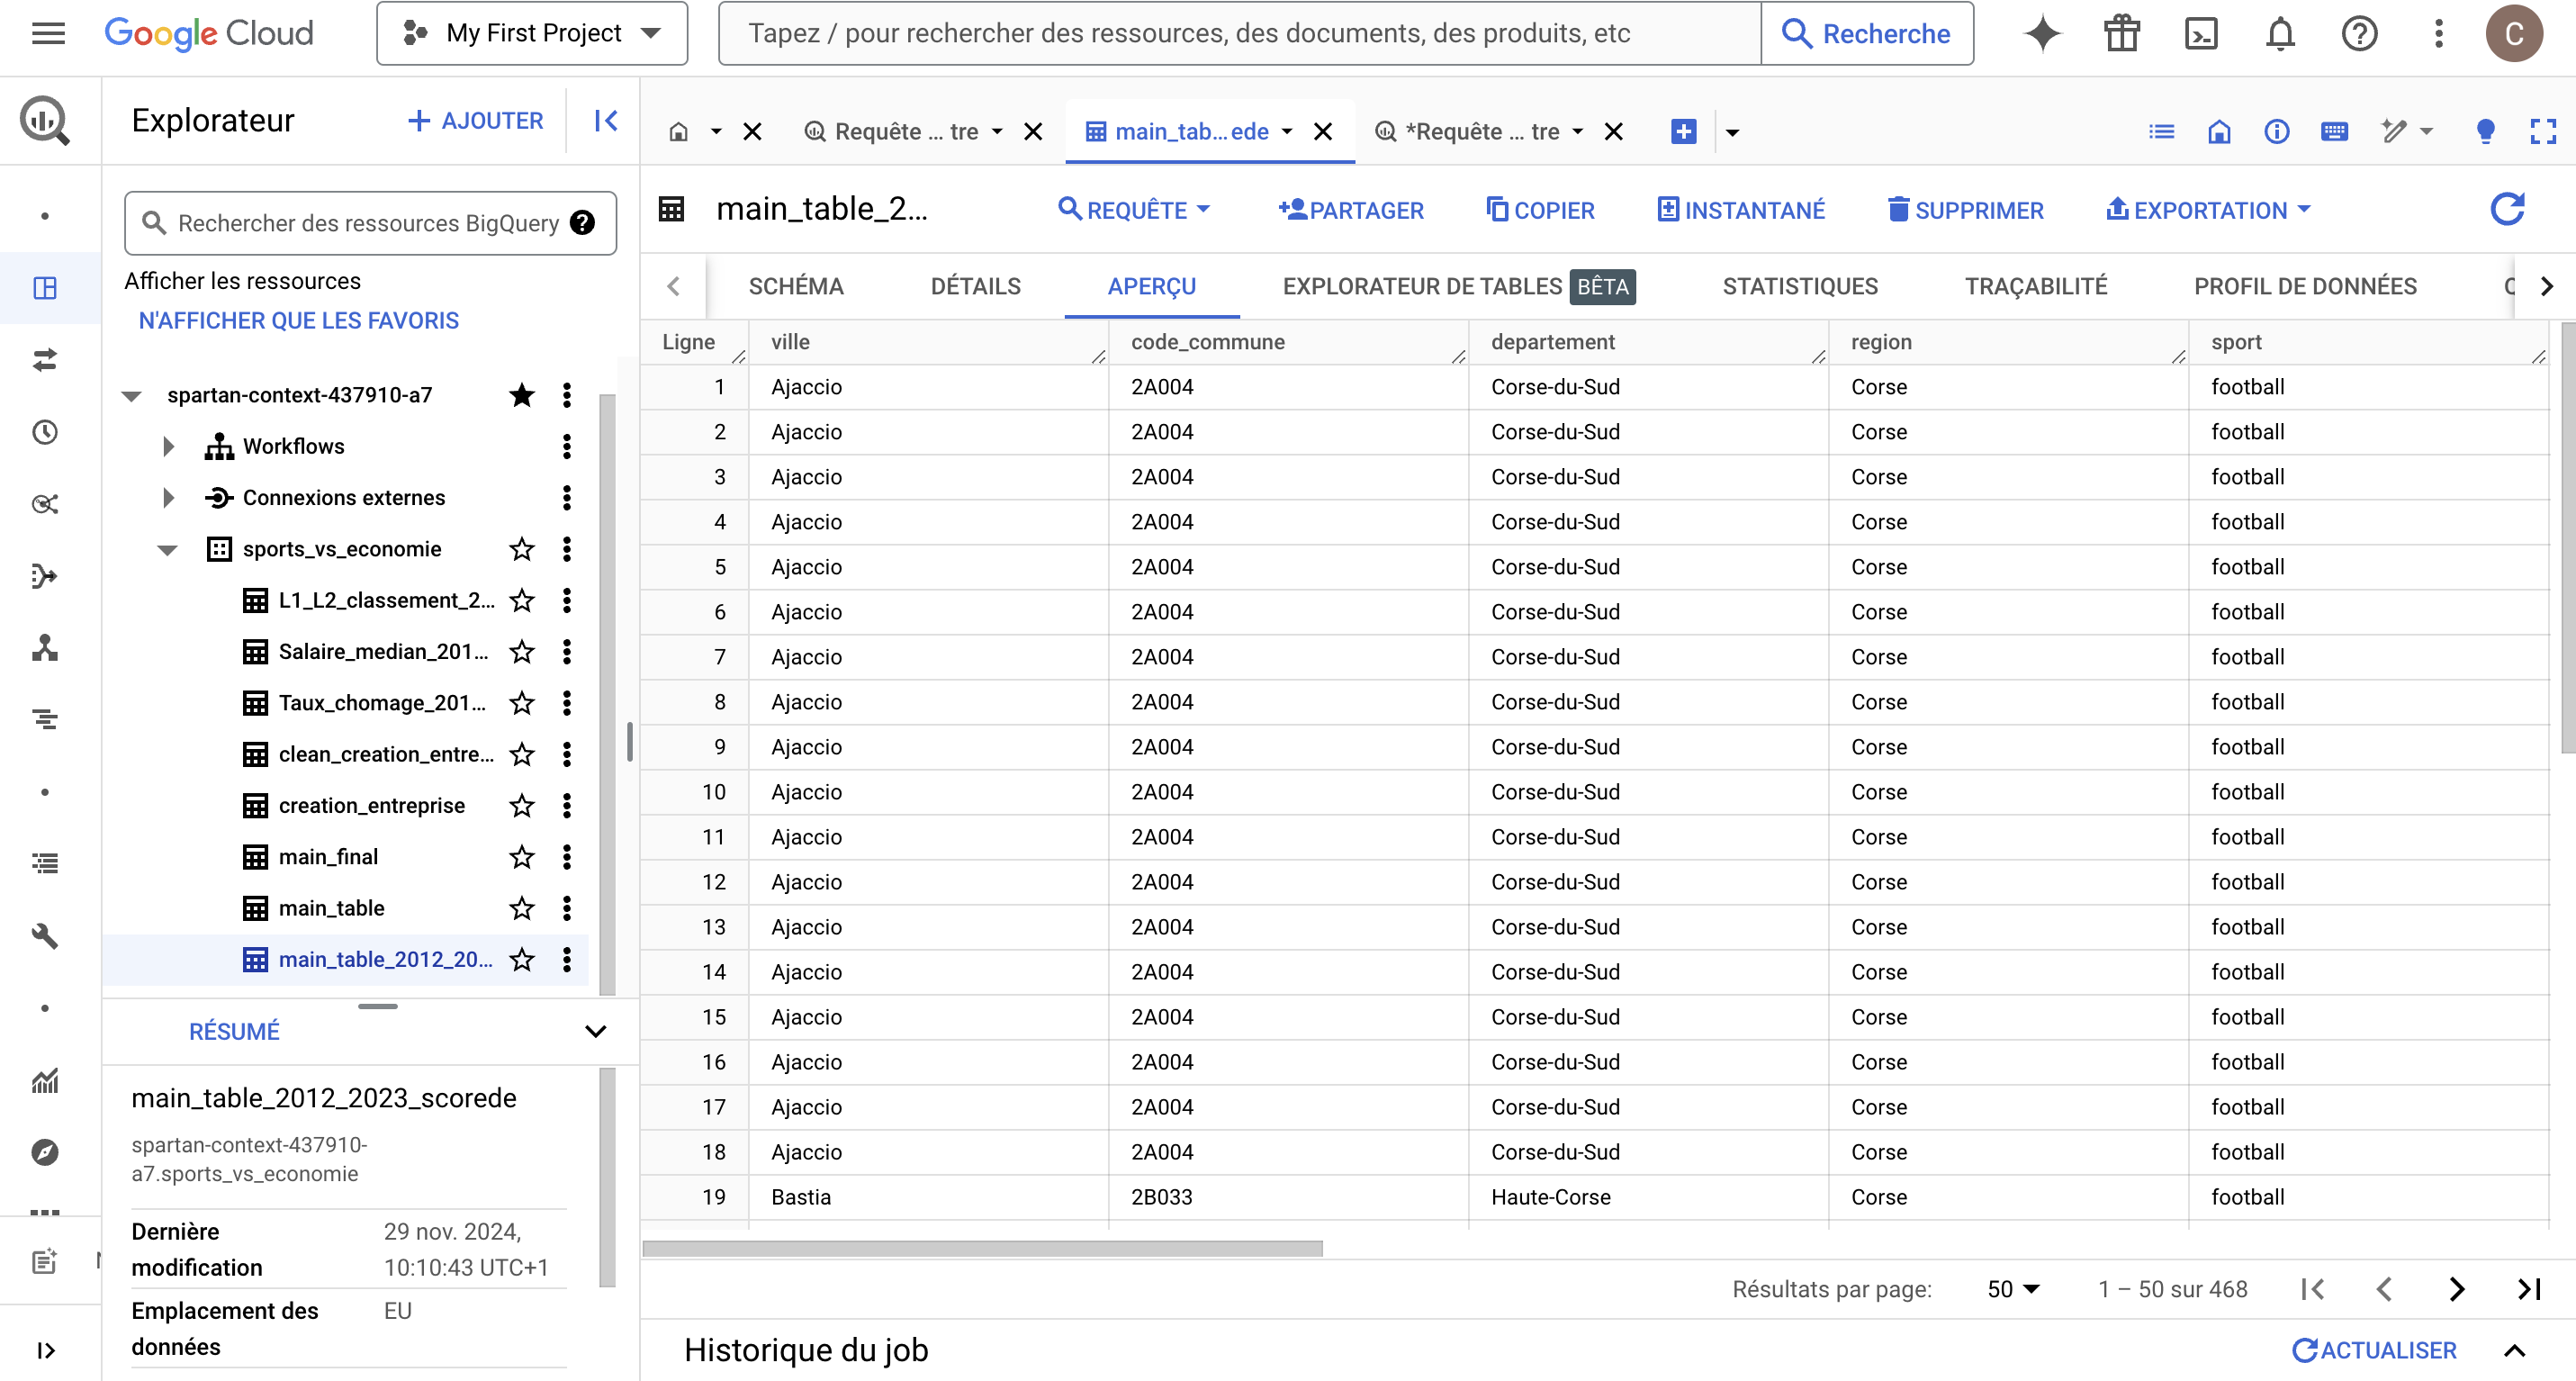 Google Cloud
My First Project
Tapez / pour rechercher des ressources, des documents, des produits, etc
Recherche
C
Explorateur
AJOUTER
Requête ... tre
main_tab...ede
*Requête ... tre
Rechercher des ressources BigQuery
Afficher les ressources
N'AFFICHER QUE LES FAVORIS
spartan-context-437910-a7
Workflows
Connexions externes
sports_vs_economie
L1_L2_classement_2...
Salaire_median_201...
Taux_chomage_201...
clean_creation_entre...
creation_entreprise
main_final
main_table
main_table_2012_20...
RÉSUMÉ
main_table_2012_2023_scorede
spartan-context-437910-
a7.sports_vs_economie
Dernière modification 29 nov. 2024, 10:10:43 UTC+1
Emplacement des données EU
main_table_2...
REQUÊTE PARTAGER COPIER INSTANTANÉ SUPPRIMER EXPORTATION
SCHÉMA DÉTAILS APERÇU EXPLORATEUR DE TABLES BÊTA STATISTIQUES TRAÇABILITÉ PROFIL DE DONNÉES
Ligne ville code_commune departement region sport
1 Ajaccio 2A004 Corse-du-Sud Corse football
2 Ajaccio 2A004 Corse-du-Sud Corse football
3 Ajaccio 2A004 Corse-du-Sud Corse football
4 Ajaccio 2A004 Corse-du-Sud Corse football
5 Ajaccio 2A004 Corse-du-Sud Corse football
6 Ajaccio 2A004 Corse-du-Sud Corse football
7 Ajaccio 2A004 Corse-du-Sud Corse football
8 Ajaccio 2A004 Corse-du-Sud Corse football
9 Ajaccio 2A004 Corse-du-Sud Corse football
10 Ajaccio 2A004 Corse-du-Sud Corse football
11 Ajaccio 2A004 Corse-du-Sud Corse football
12 Ajaccio 2A004 Corse-du-Sud Corse football
13 Ajaccio 2A004 Corse-du-Sud Corse football
14 Ajaccio 2A004 Corse-du-Sud Corse football
15 Ajaccio 2A004 Corse-du-Sud Corse football
16 Ajaccio 2A004 Corse-du-Sud Corse football
17 Ajaccio 2A004 Corse-du-Sud Corse football
18 Ajaccio 2A004 Corse-du-Sud Corse football
19 Bastia 2B033 Haute-Corse Corse football
Résultats par page: 50 1 – 50 sur 468
Historique du job
ACTUALISER